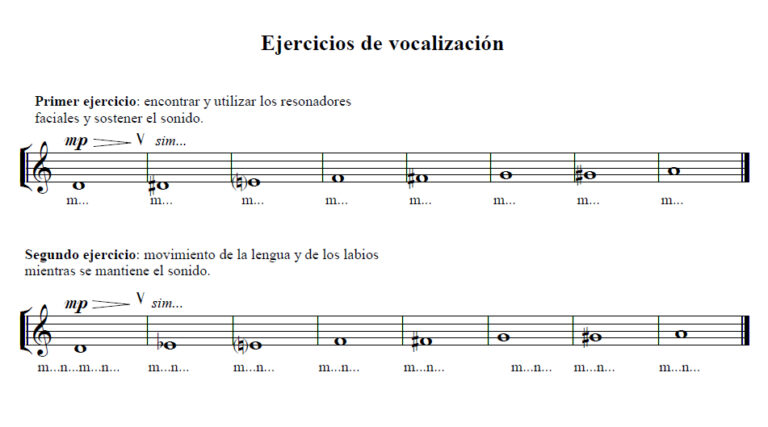 Ejercicios de vocalización
Primer ejercicio: encontrar y utilizar los resonadores
faciales y sostener el sonido.
mp V sim...
m... m... m... m... m... m... m... m...
Segundo ejercicio: movimiento de la lengua y de los labios
mientras se mantiene el sonido.
mp V sim...
m...n...m...n... m...n... m...n... m...n... m...n... m...n... m...n... m...n...